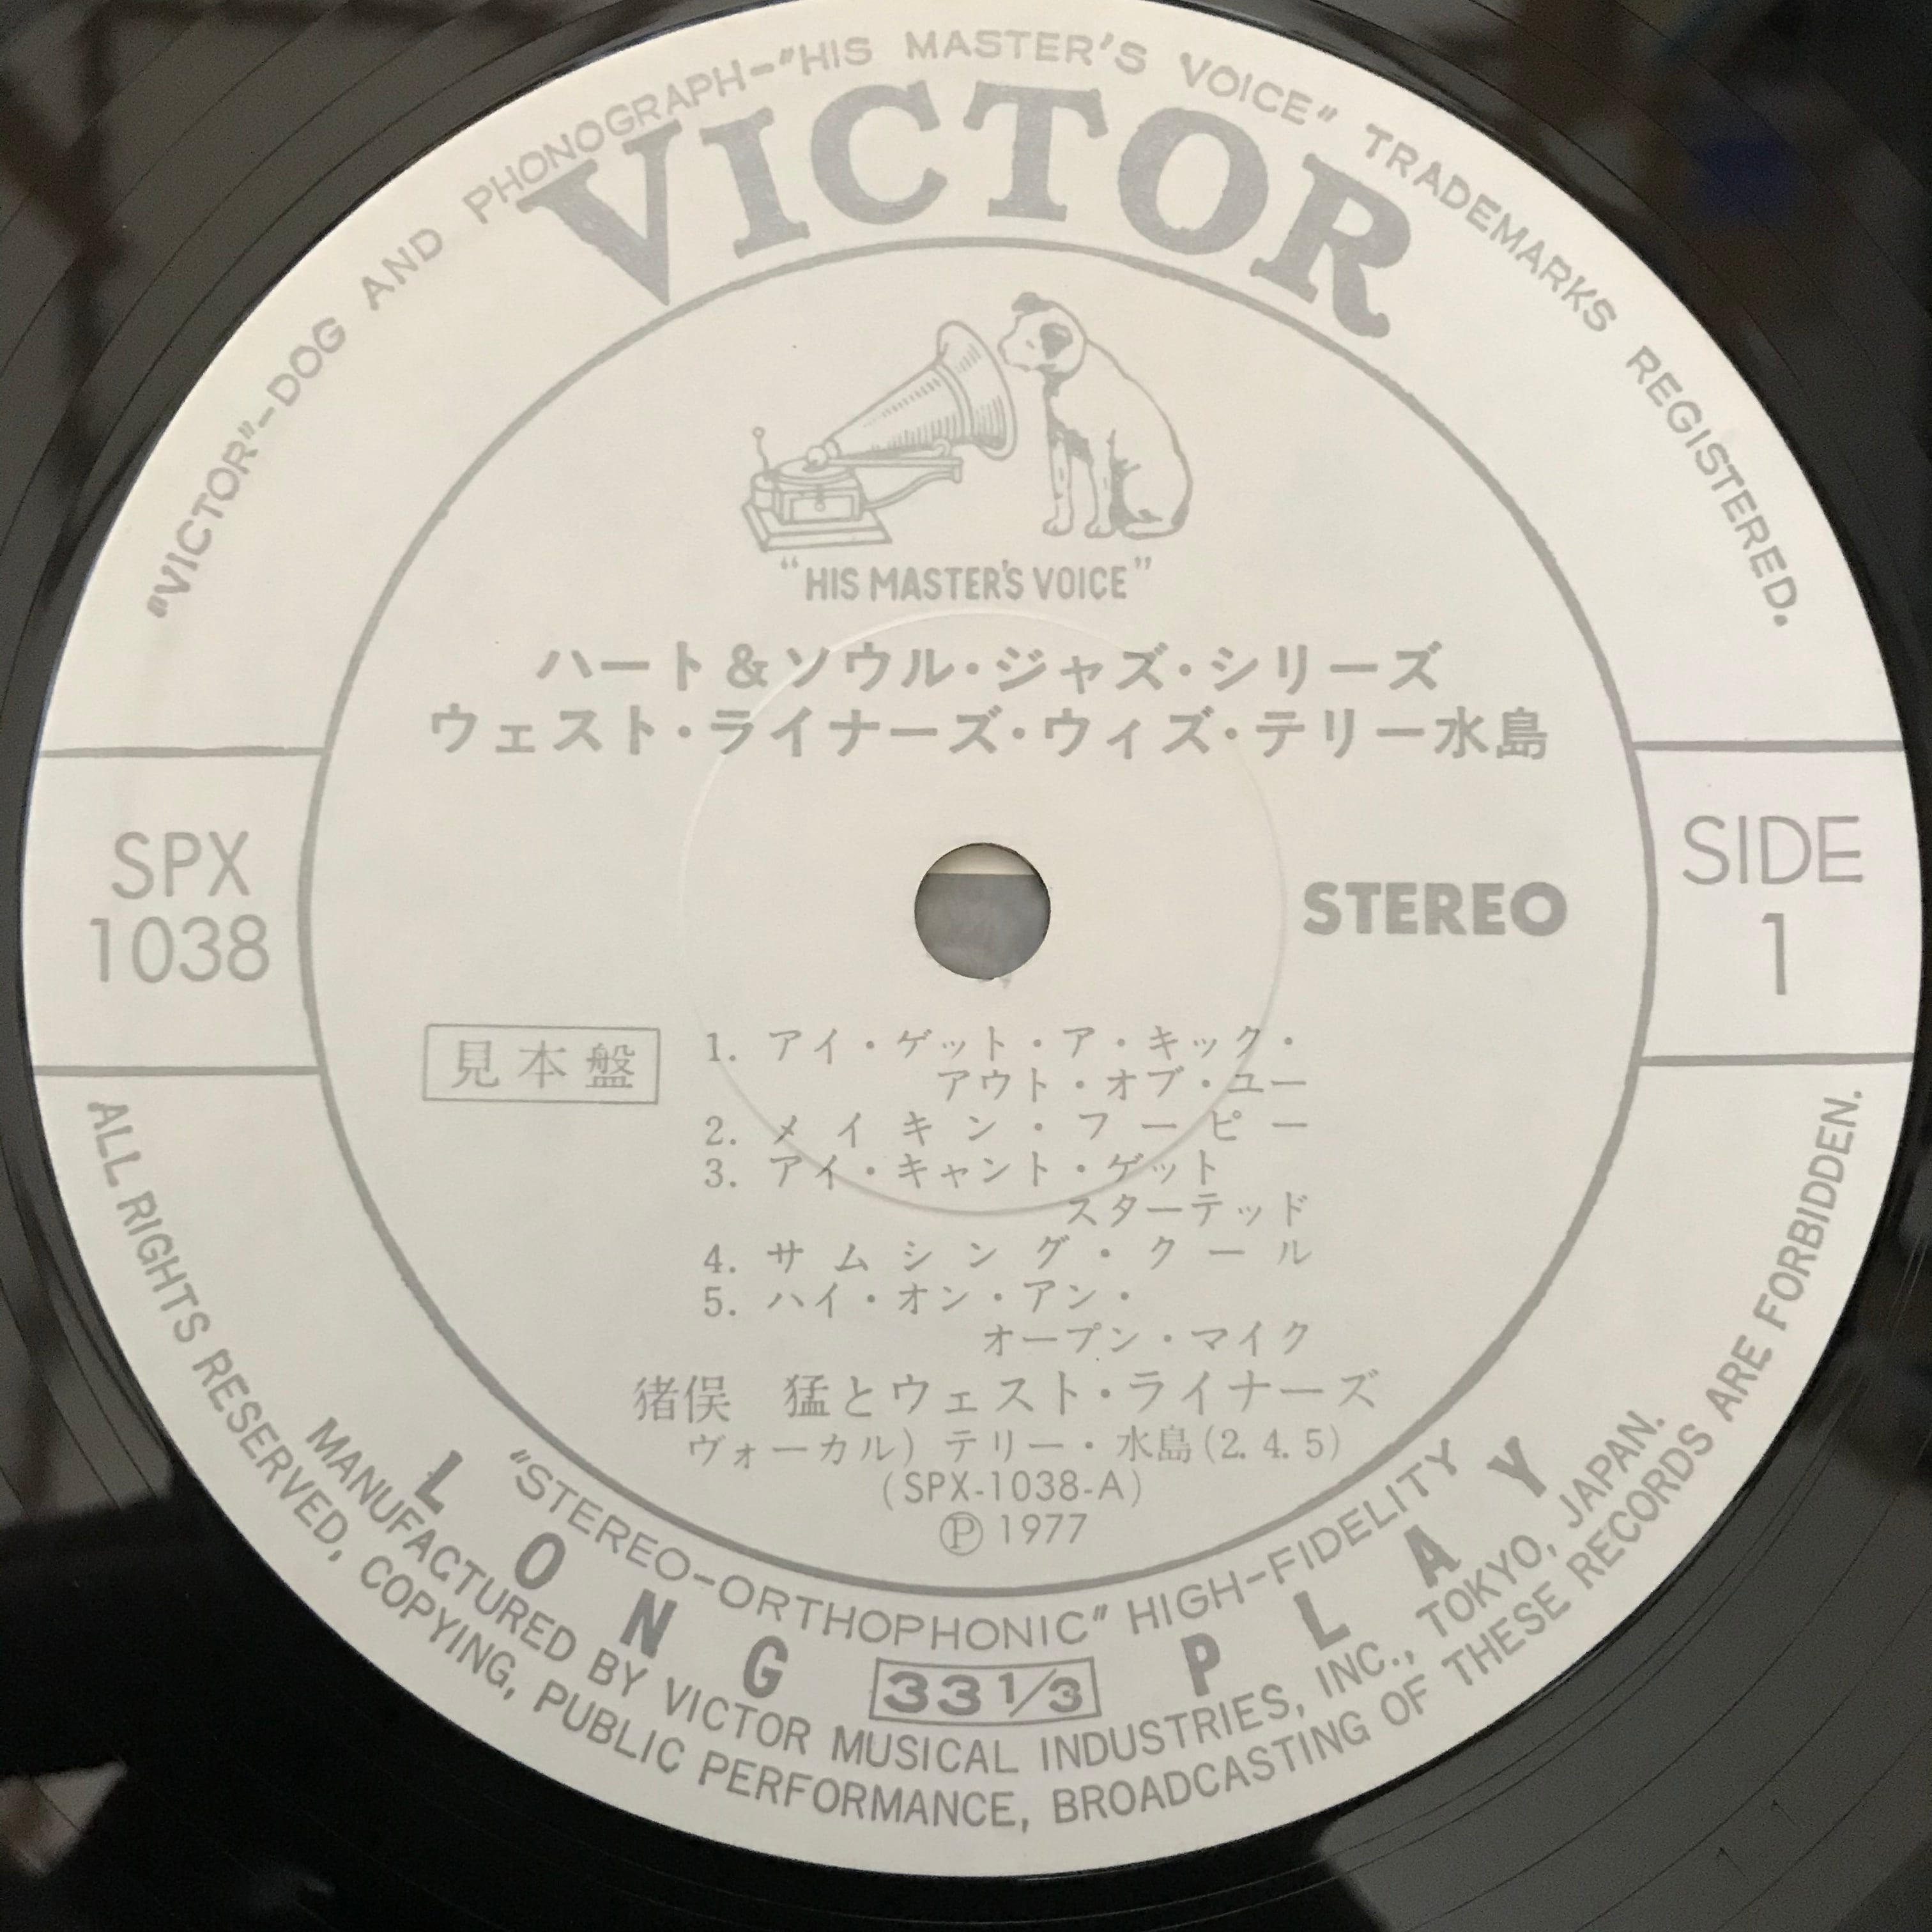 "VICTOR"-DOG AND PHONOGRAPH-"HIS MASTER'S VOICE" TRADEMARKS REGISTERED.
VICTOR
"HIS MASTER'S VOICE"
ハート&ソウル・ジャズ・シリーズ
ウェスト・ライナーズ・ウィズ・テリー水島
SPX
1038
STEREO
SIDE
1
見本盤
1. アイ・ゲット・ア・キック・
アウト・オブ・ユー
2. メイキン・フーピー
3. アイ・キャント・ゲット
スターテッド
4. サムシング・クール
5. ハイ・オン・アン・
オープン・マイク
猪俣 猛とウェスト・ライナーズ
ヴォーカル) テリー・水島(2.4.5)
(SPX-1038-A)
Ⓟ 1977
"STEREO-ORTHOPHONIC" HIGH-FIDELITY
LONG 33 1/3 PLAY
MANUFACTURED BY VICTOR MUSICAL INDUSTRIES, INC., TOKYO, JAPAN.
ALL RIGHTS RESERVED, COPYING, PUBLIC PERFORMANCE, BROADCASTING OF THESE RECORDS ARE FORBIDDEN.